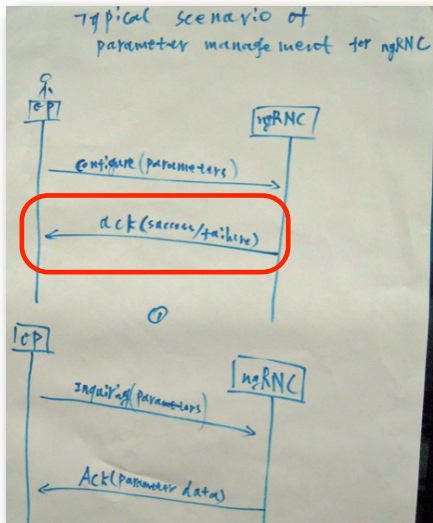 Typical scenario of
parameter management for ngRNC
CP
ngRNC
Configure(parameters)
ack(success/failure)
①
CP
ngRNC
Inquiring(parameters)
Ack(parameter data)